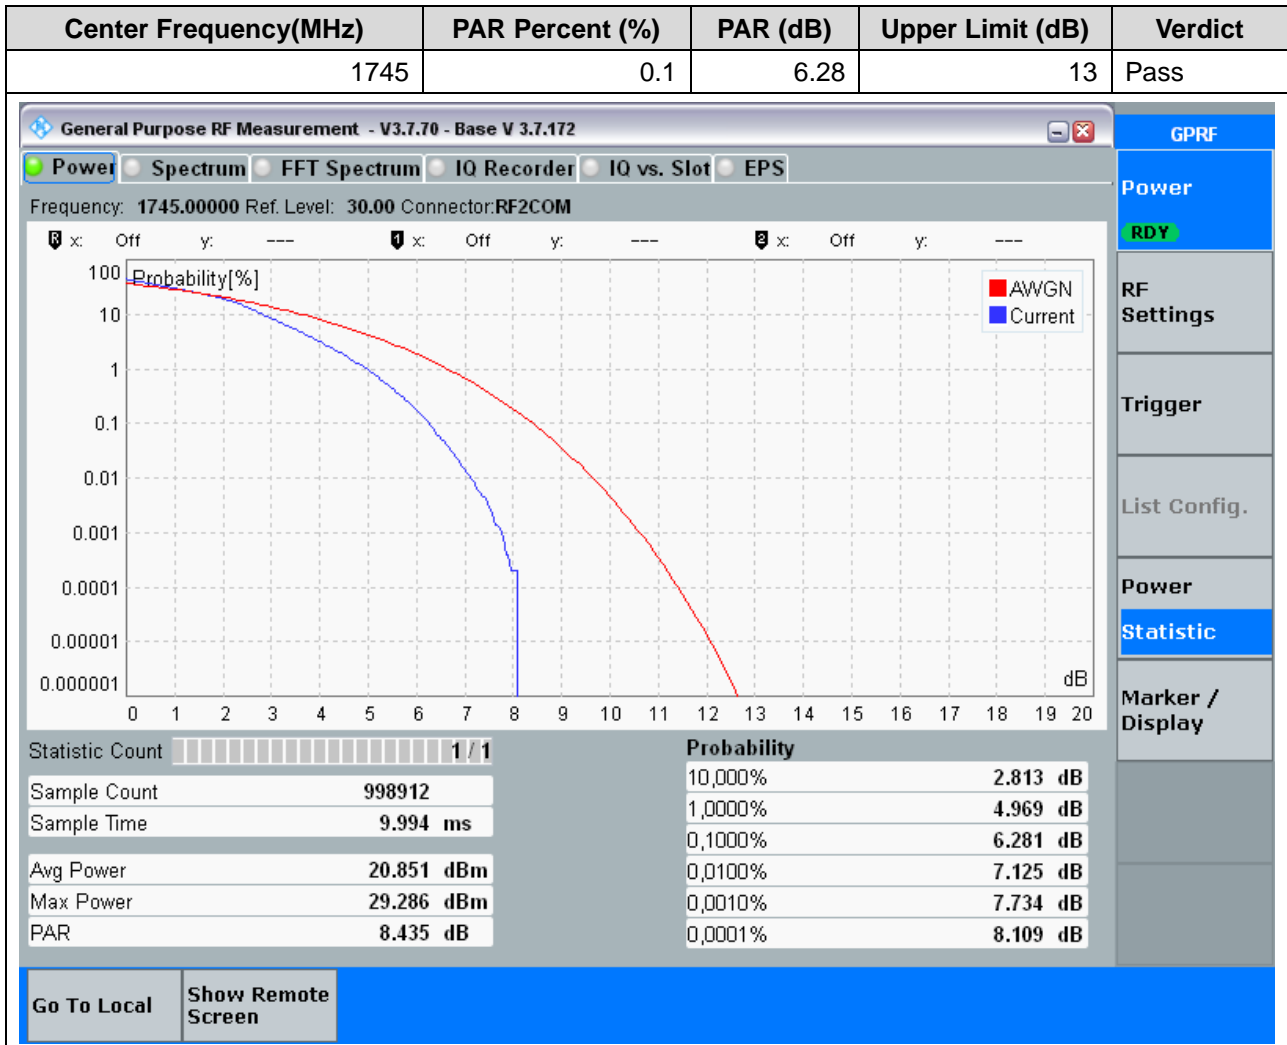 Center Frequency(MHz) PAR Percent (%) PAR (dB) Upper Limit (dB) Verdict
1745 0.1 6.28 13 Pass
General Purpose RF Measurement - V3.7.70 - Base V 3.7.172
GPRF
Power Spectrum FFT Spectrum IQ Recorder IQ vs. Slot EPS
Power
RDY
Frequency: 1745.00000 Ref. Level: 30.00 Connector:RF2COM
R x: Off y: --- 1 x: Off y: --- 2 x: Off y: ---
100 Probability[%]
AWGN
Current
10
1
0.1
0.01
0.001
0.0001
0.00001
0.000001
dB
0 1 2 3 4 5 6 7 8 9 10 11 12 13 14 15 16 17 18 19 20
RF
Settings
Trigger
List Config.
Power
Statistic
Marker /
Display
Statistic Count 1 / 1
Sample Count 998912
Sample Time 9.994 ms
Avg Power 20.851 dBm
Max Power 29.286 dBm
PAR 8.435 dB
Probability
10,000% 2.813 dB
1,0000% 4.969 dB
0,1000% 6.281 dB
0,0100% 7.125 dB
0,0010% 7.734 dB
0,0001% 8.109 dB
Go To Local
Show Remote
Screen